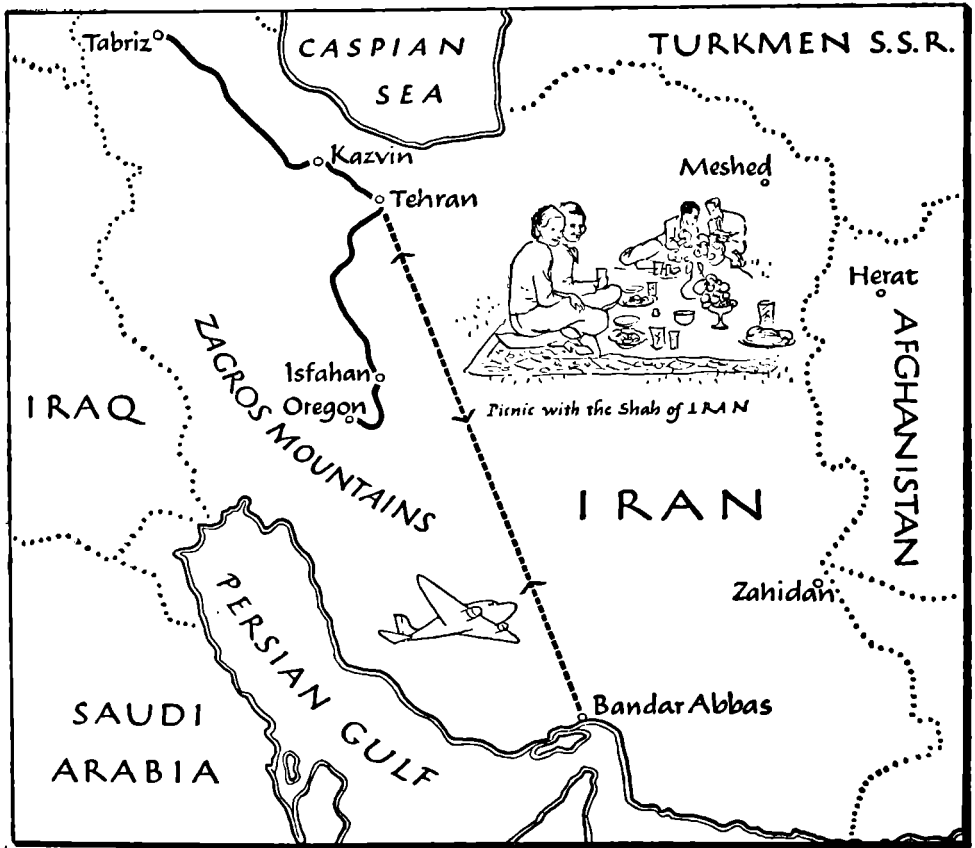 Tabriz
CASPIAN
SEA
TURKMEN S.S.R.
Kazvin
Meshed
Tehran
Herat
ZAGROS MOUNTAINS
Isfahan
Oregon
IRAQ
AFGHANISTAN
Picnic with the Shah of IRAN
IRAN
PERSIAN GULF
Zahidan
Bandar Abbas
SAUDI
ARABIA